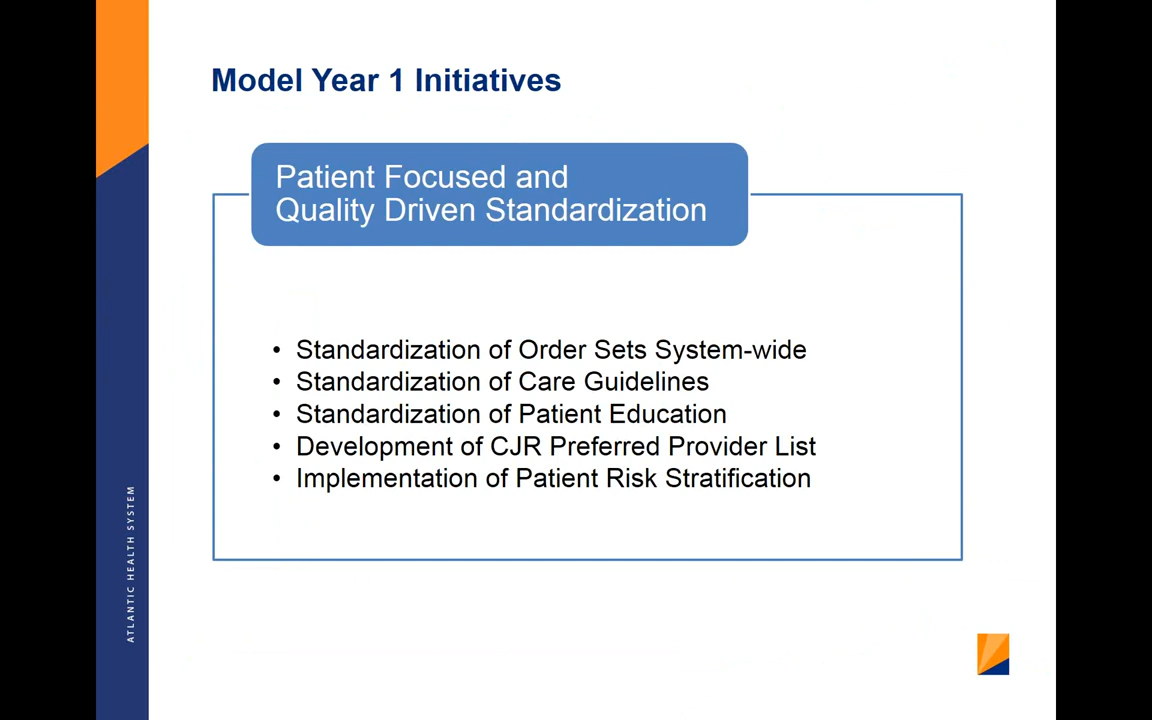 Model Year 1 Initiatives
Patient Focused and
Quality Driven Standardization
• Standardization of Order Sets System-wide
• Standardization of Care Guidelines
• Standardization of Patient Education
• Development of CJR Preferred Provider List
• Implementation of Patient Risk Stratification
ATLANTIC HEALTH SYSTEM